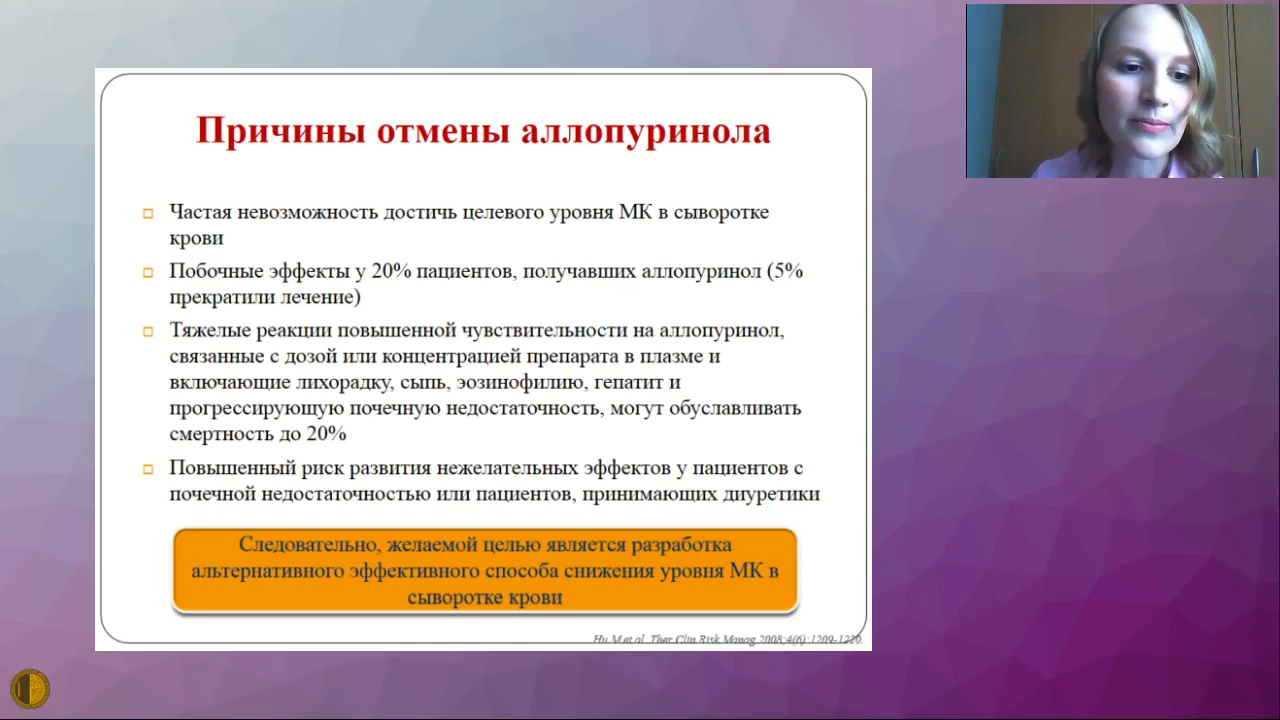 Причины отмены аллопуринола
Частая невозможность достичь целевого уровня МК в сыворотке
крови
Побочные эффекты у 20% пациентов, получавших аллопуринол (5%
прекратили лечение)
Тяжелые реакции повышенной чувствительности на аллопуринол,
связанные с дозой или концентрацией препарата в плазме и
включающие лихорадку, сыпь, эозинофилию, гепатит и
прогрессирующую почечную недостаточность, могут обуславливать
смертность до 20%
Повышенный риск развития нежелательных эффектов у пациентов с
почечной недостаточностью или пациентов, принимающих диуретики
Следовательно, желаемой целью является разработка
альтернативного эффективного способа снижения уровня МК в
сыворотке крови
et al. Ther Clin Risk Manag 2008;4(6):1209-1220.